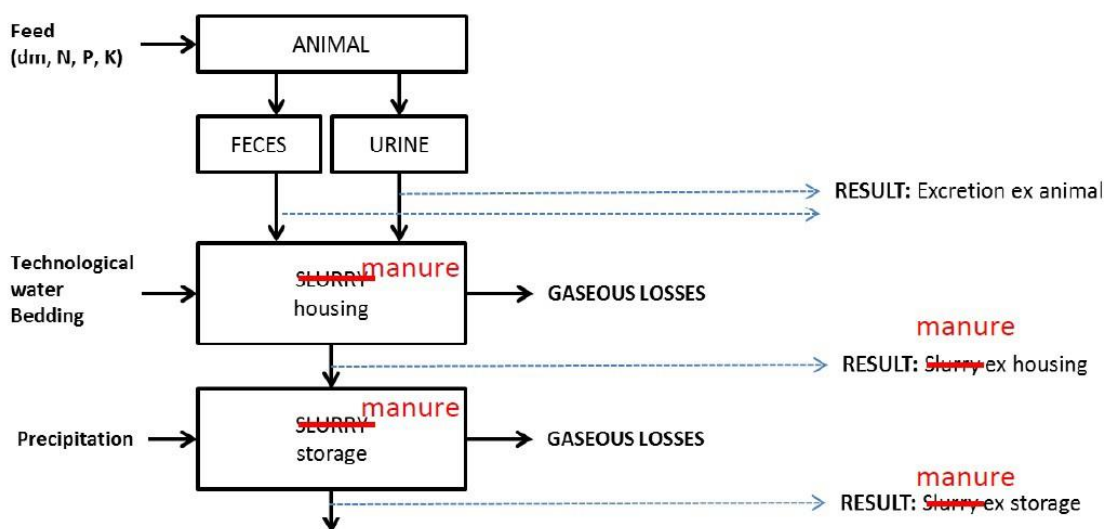 Feed
(dm, N, P, K)
ANIMAL
FECES
URINE
RESULT: Excretion ex animal
Technological
water
Bedding
SLURRY manure
housing
GASEOUS LOSSES
manure
RESULT: Slurry ex housing
Precipitation
SLURRY manure
storage
GASEOUS LOSSES
manure
RESULT: Slurry ex storage